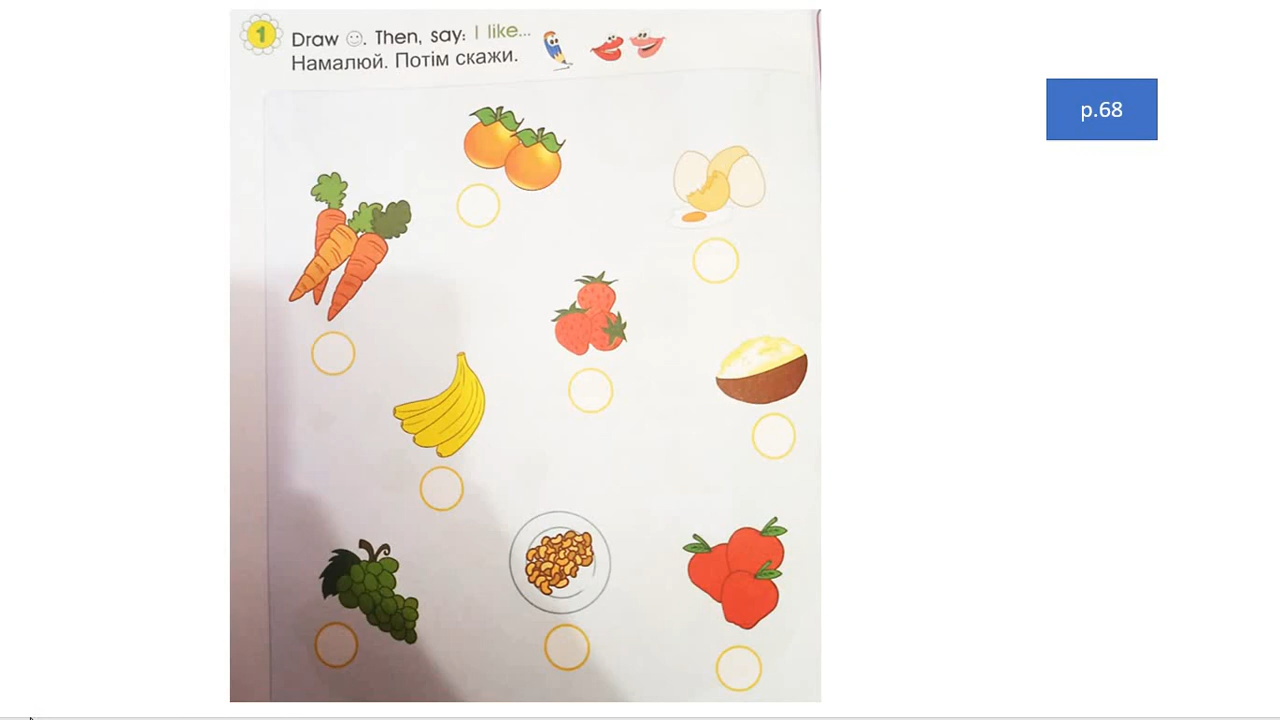 1
Draw ☺. Then, say: I like...
Намалюй. Потім скажи.
p.68